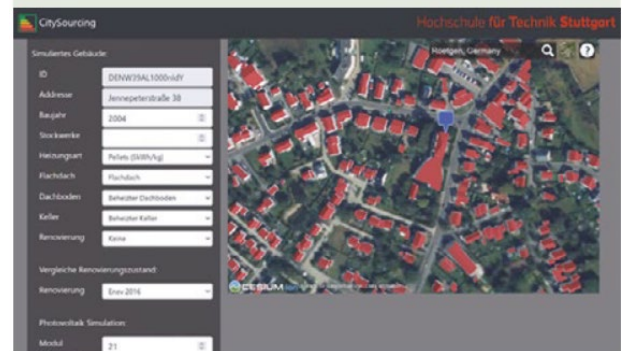 CitySourcing
Hochschule für Technik Stuttgart
Simuliertes Gebäude:
ID DENW39AL1000nldY
Addresse Jennepeterstraße 38
Baujahr 2004
Stockwerke
Heizungsart Pellets (5kWh/kg)
Flachdach Flachdach
Dachboden Beheizter Dachboden
Keller Beheizter Keller
Renovierung Keine
Vergleiche Renovierungszustand:
Renovierung Enev 2016
Photovoltaik Simulation:
Modul 21
Roetgen, Germany
?
CESIUM